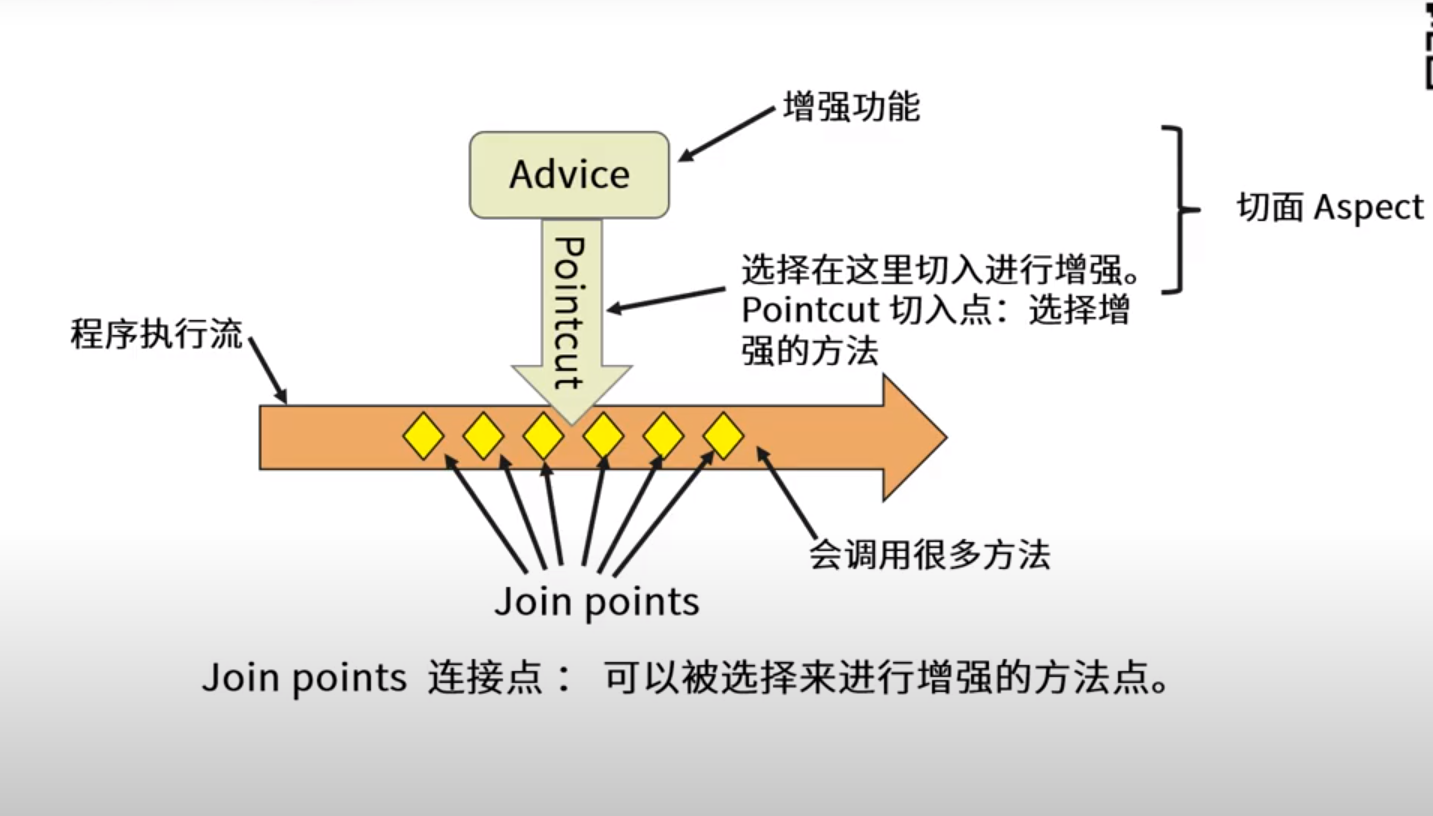 增强功能
Advice
切面 Aspect
Pointcut
选择在这里切入进行增强。
Pointcut 切入点：选择增
强的方法
程序执行流
会调用很多方法
Join points
Join points 连接点： 可以被选择来进行增强的方法点。